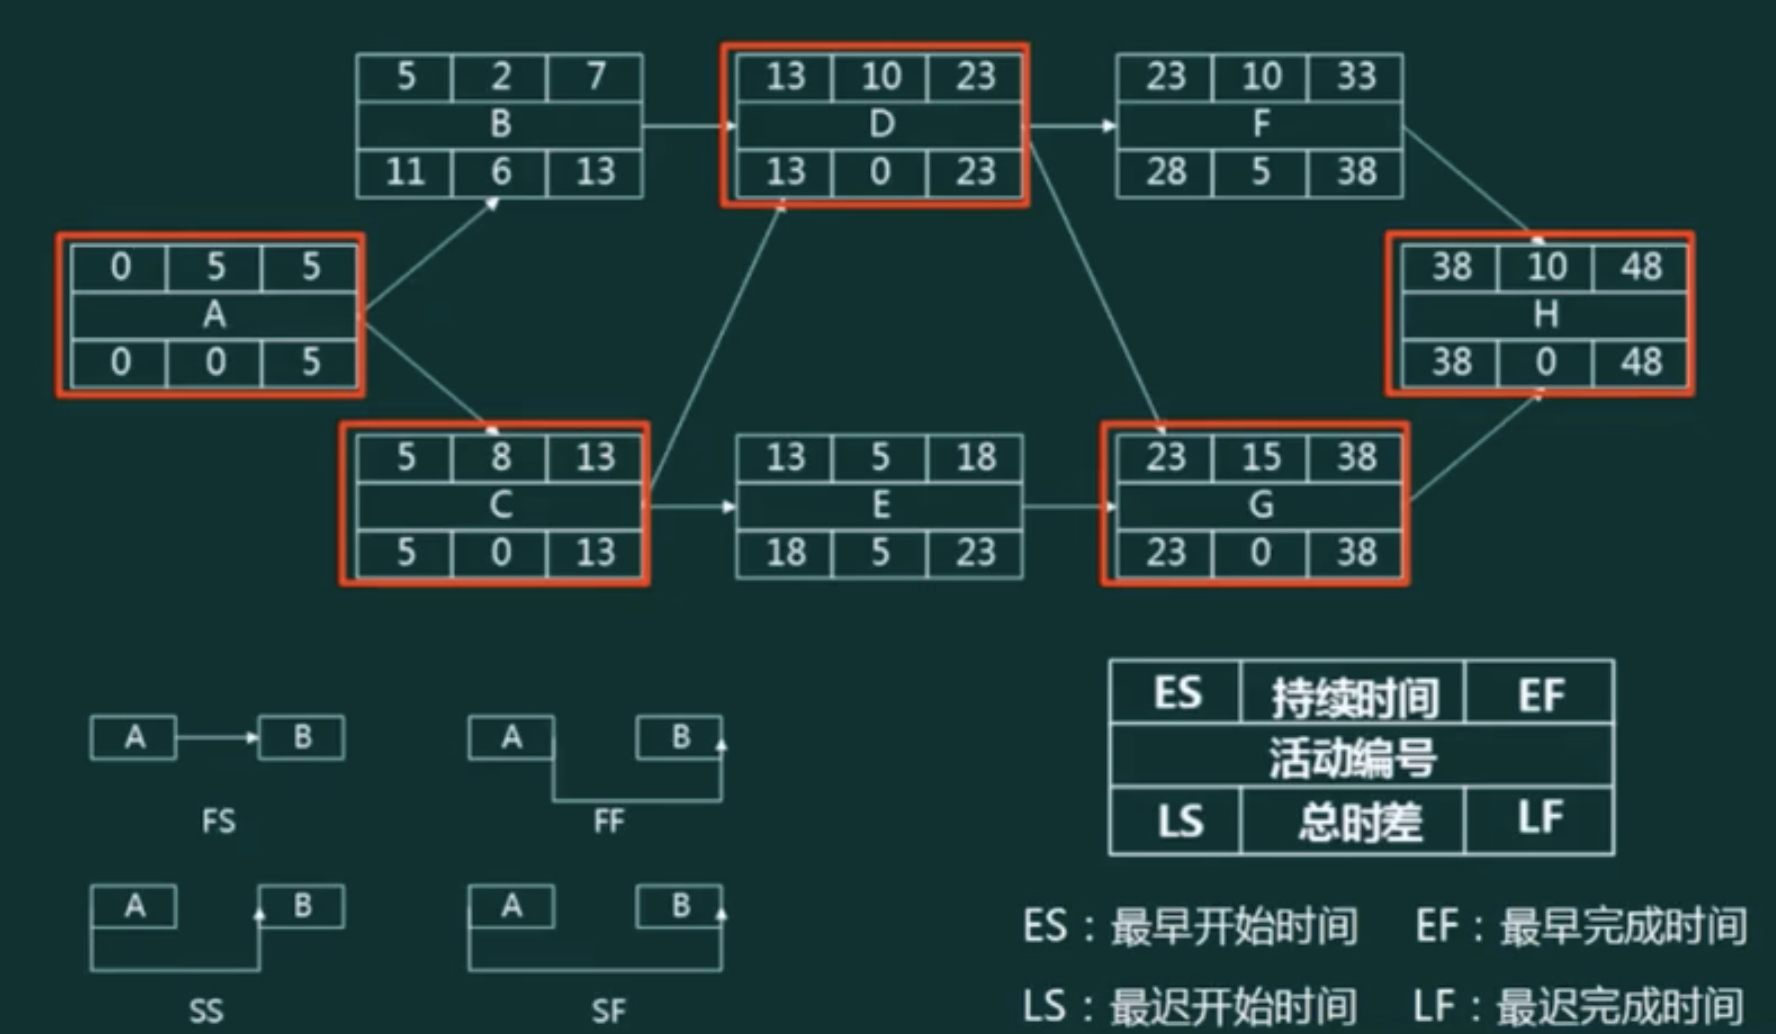 5 2 7
B
11 6 13
13 10 23
D
13 0 23
23 10 33
F
28 5 38
0 5 5
A
0 0 5
38 10 48
H
38 0 48
5 8 13
C
5 0 13
13 5 18
E
18 5 23
23 15 38
G
23 0 38
A B
FS
A B
FF
A B
SS
A B
SF
ES 持续时间 EF
活动编号
LS 总时差 LF
ES：最早开始时间 EF：最早完成时间
LS：最迟开始时间 LF：最迟完成时间